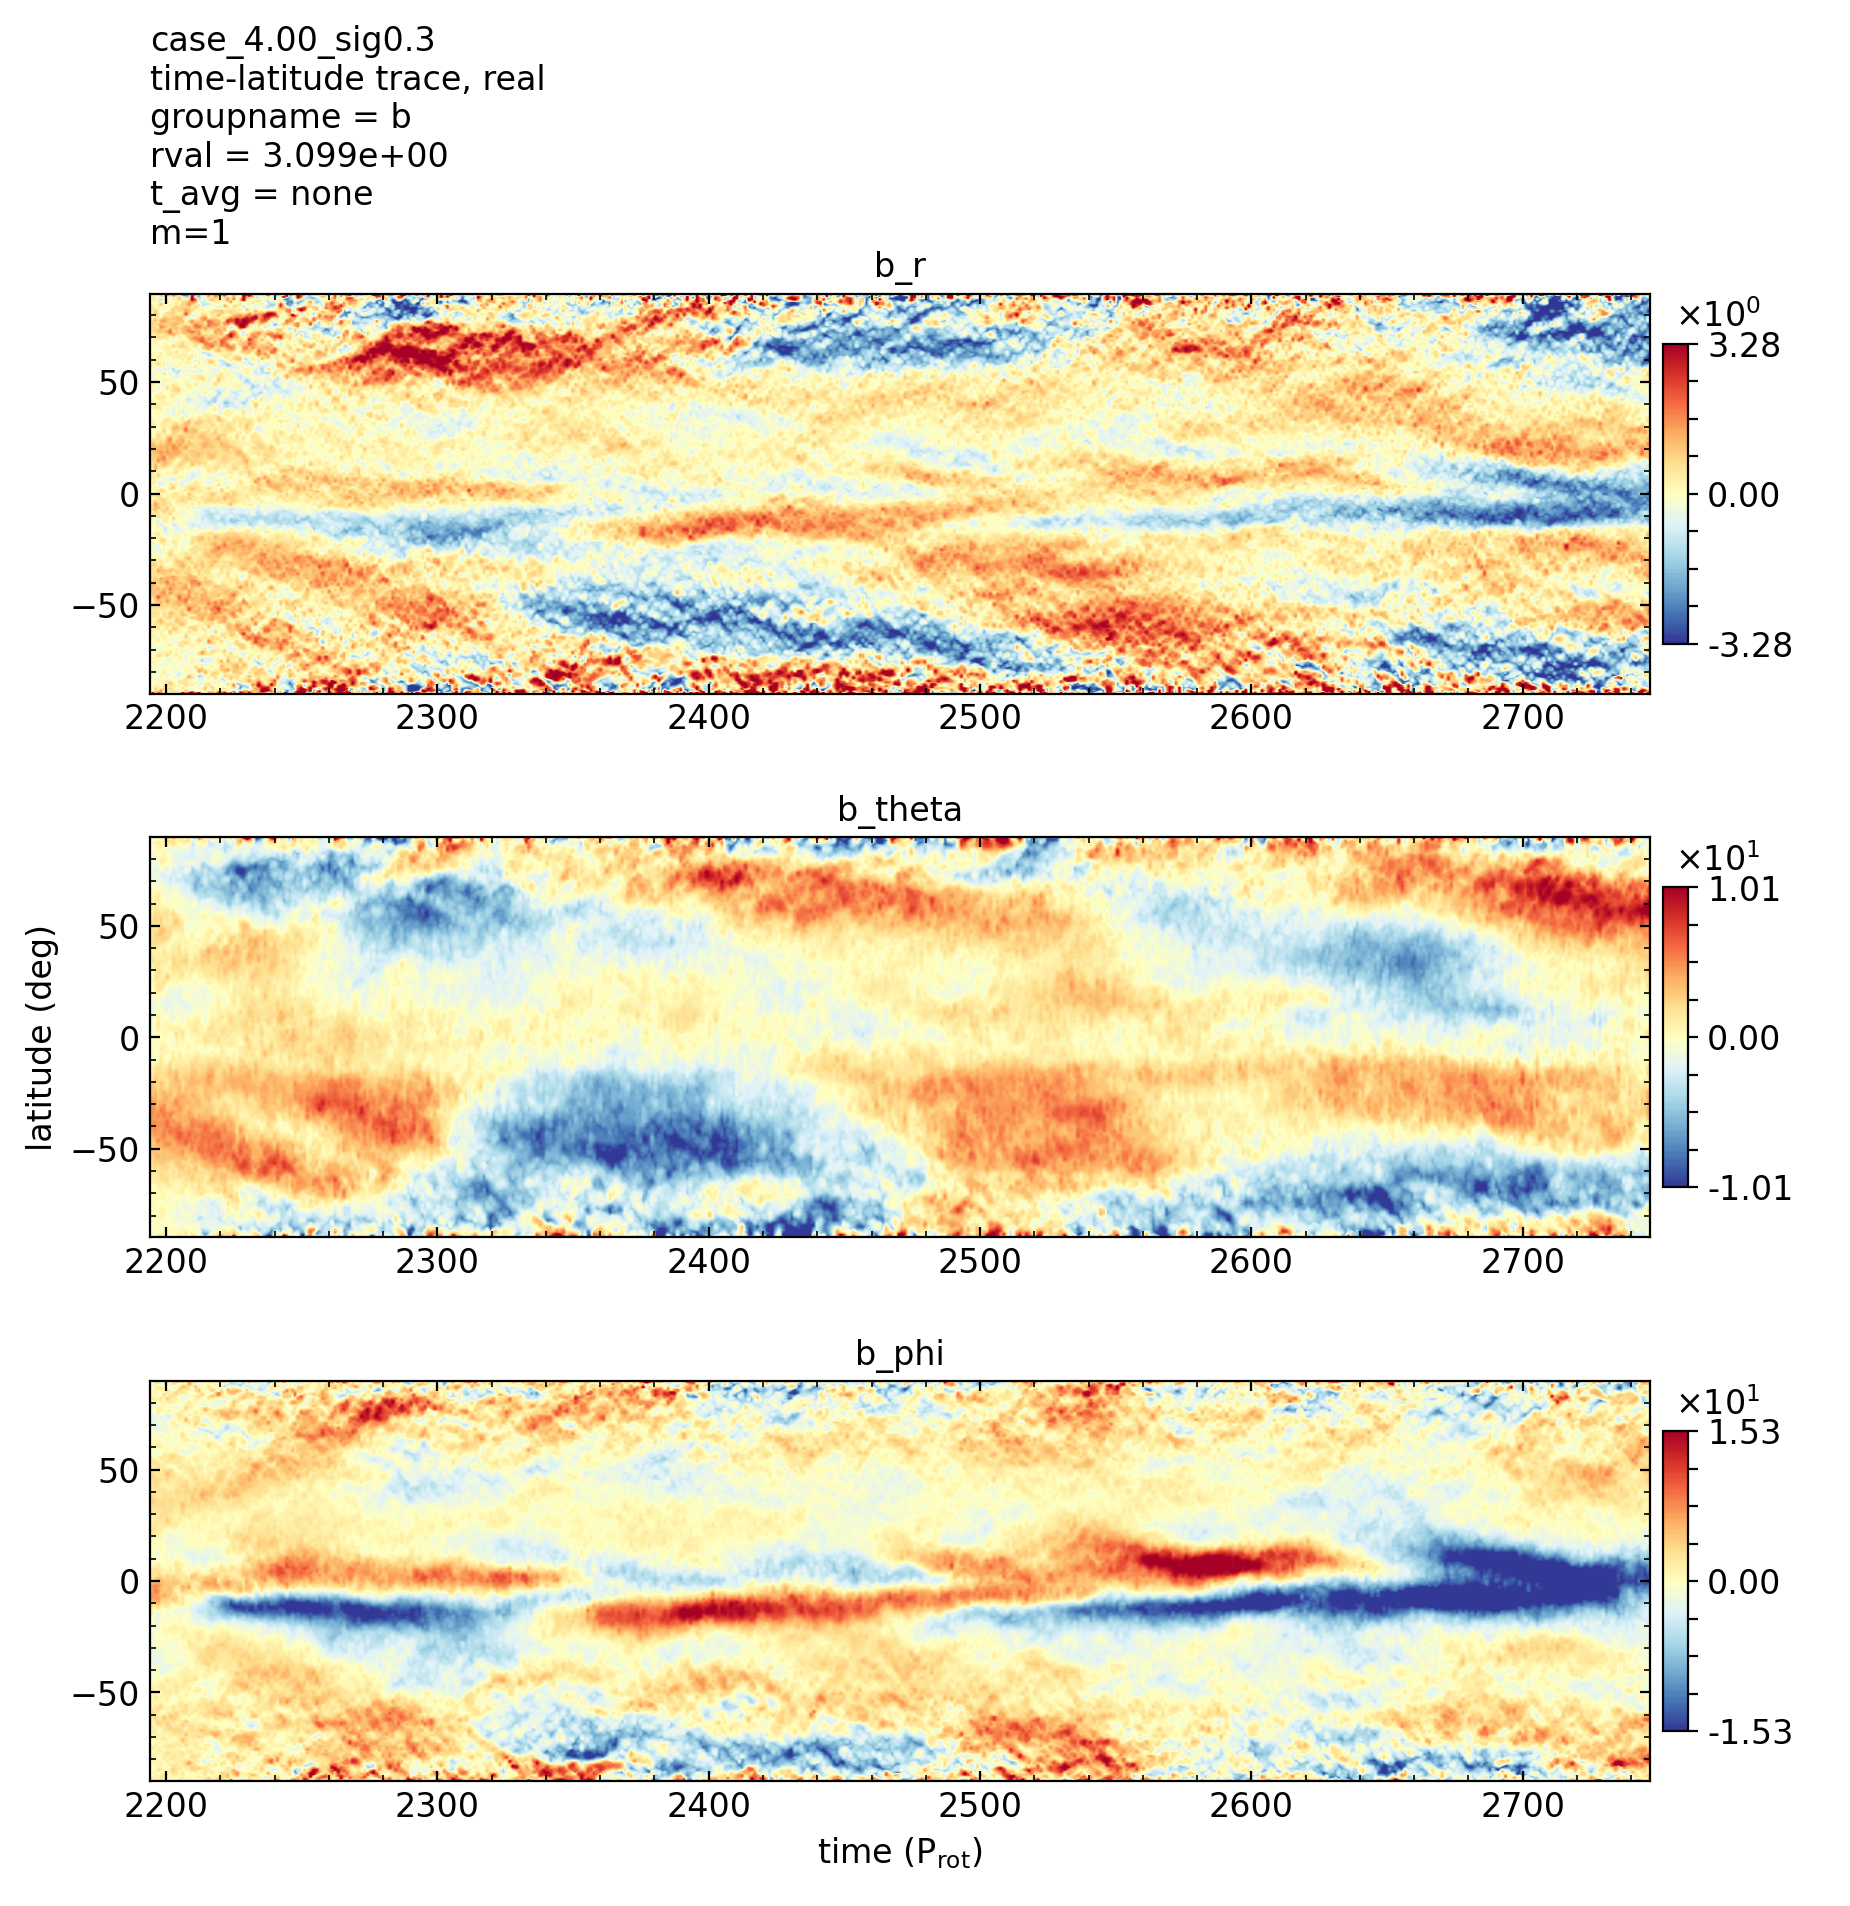 case_4.00_sig0.3
time-latitude trace, real
groupname = b
rval = 3.099e+00
t_avg = none
m=1
b_r
×10⁰
3.28
0.00
-3.28
50
0
−50
2200 2300 2400 2500 2600 2700
b_theta
×10¹
1.01
0.00
-1.01
latitude (deg)
50
0
−50
2200 2300 2400 2500 2600 2700
b_phi
×10¹
1.53
0.00
-1.53
50
0
−50
2200 2300 2400 2500 2600 2700
time (P_rot)